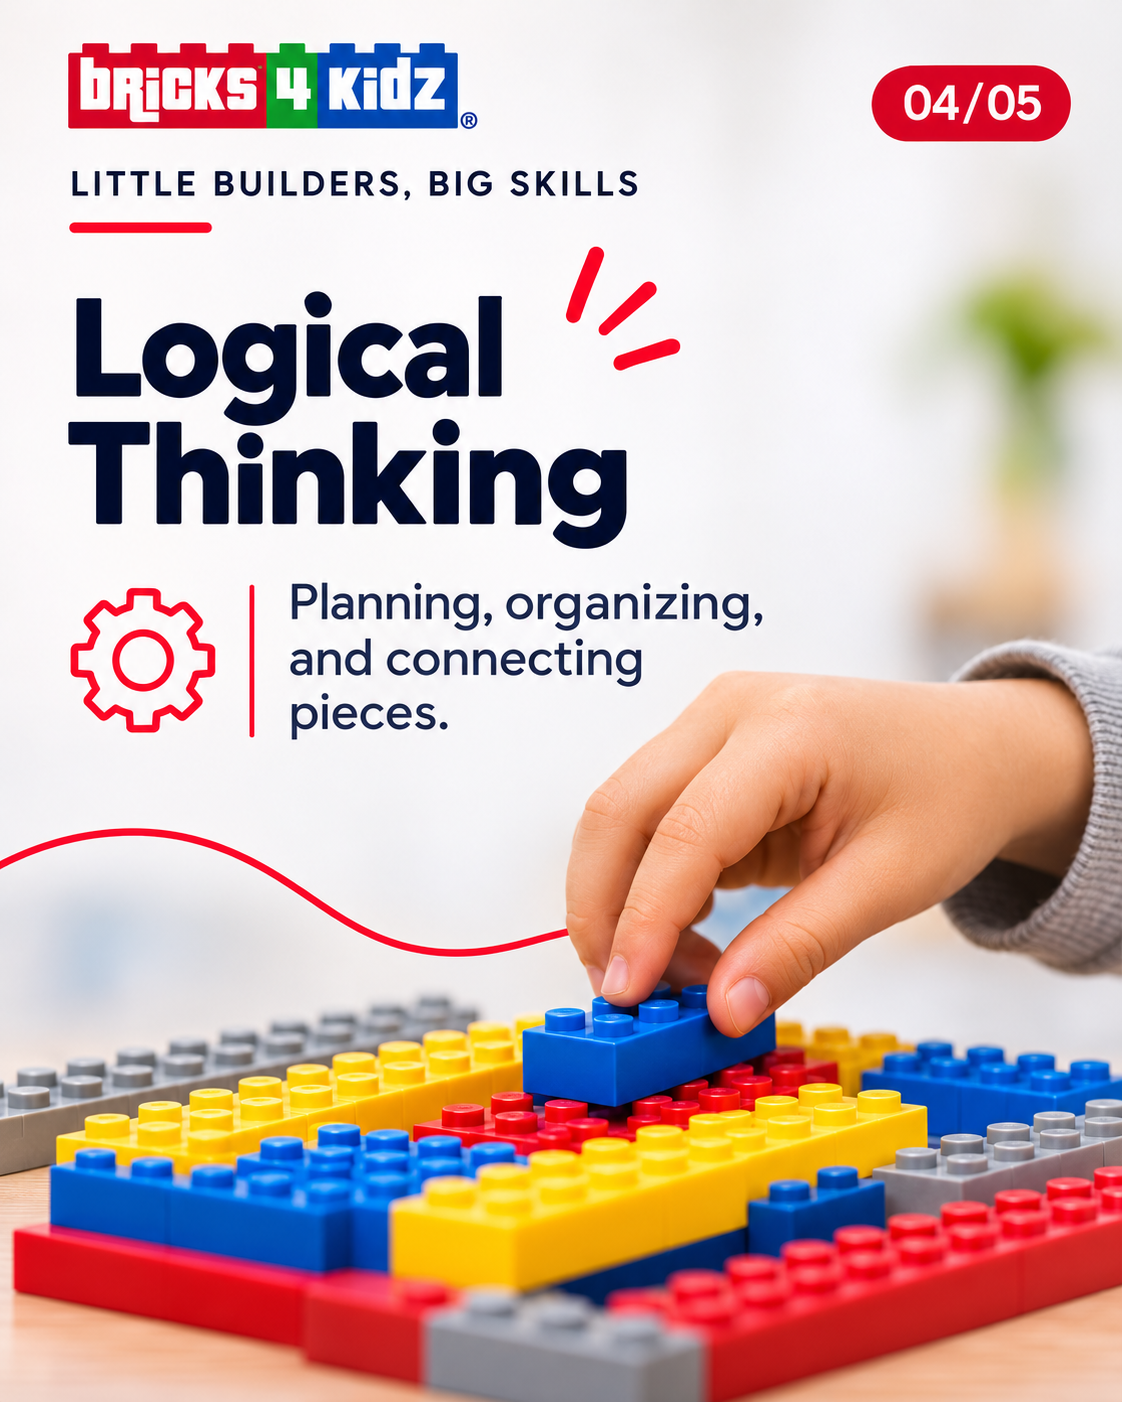 bricks 4 kidz ®
04/05
LITTLE BUILDERS, BIG SKILLS
Logical
Thinking
Planning, organizing,
and connecting
pieces.